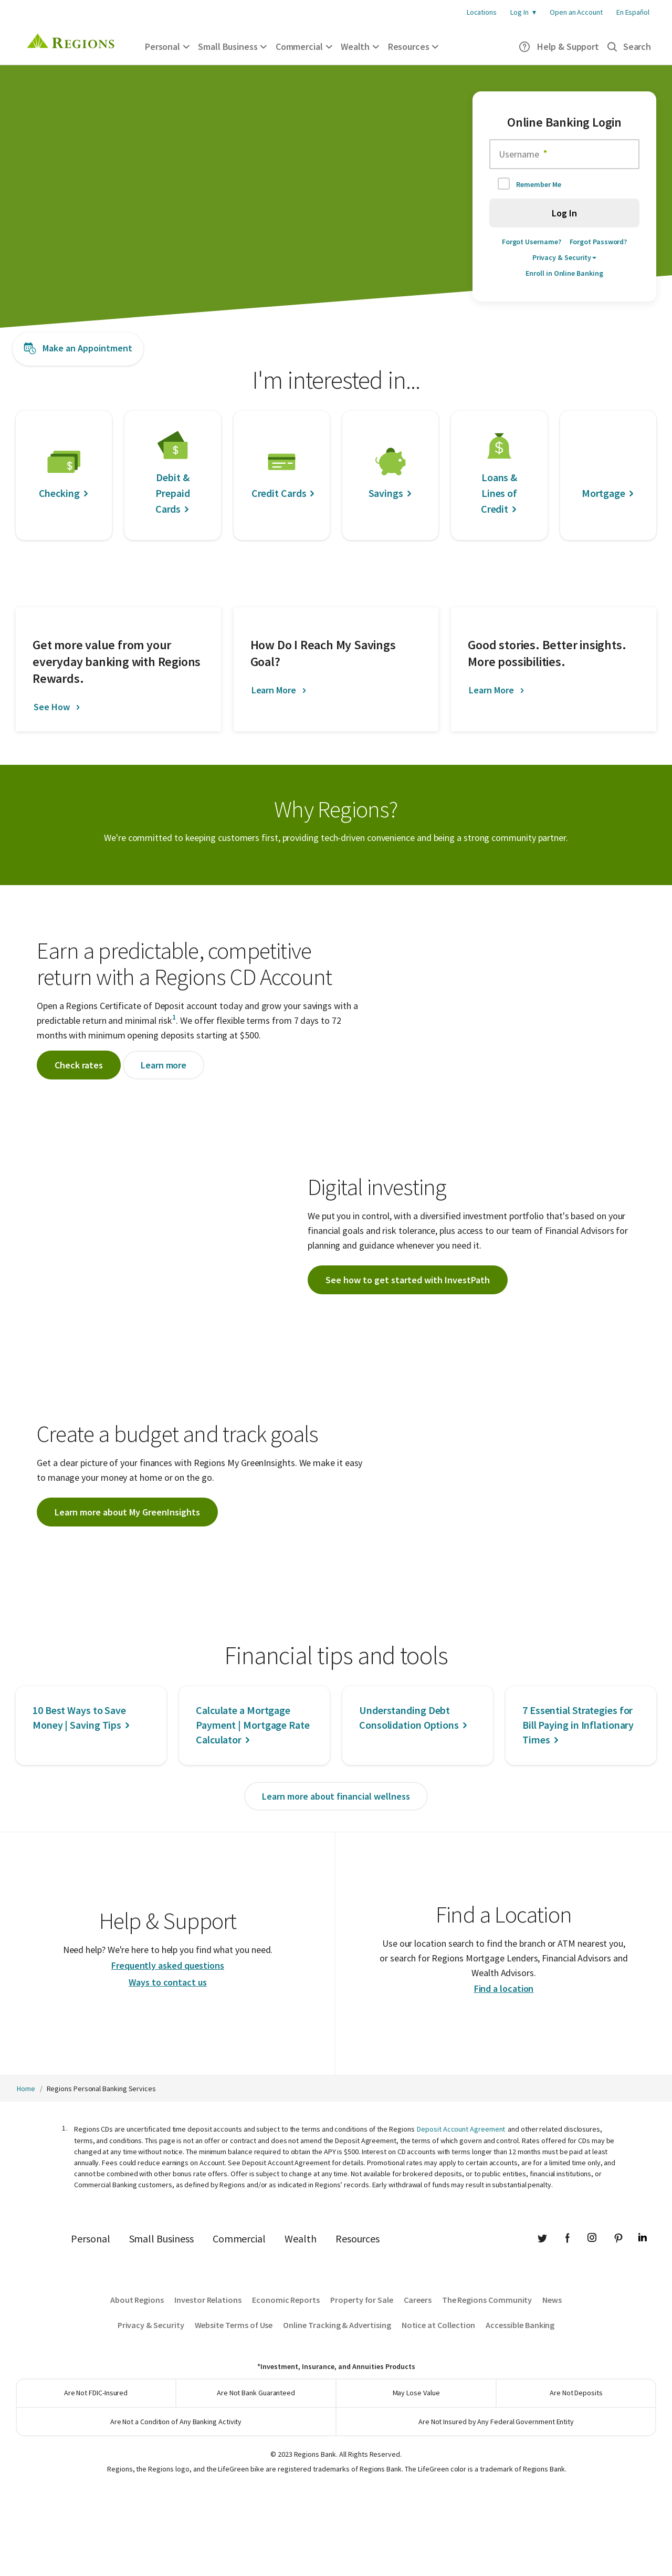 Locations Log In ▼ Open an Account En Español
REGIONS
Personal Small Business Commercial Wealth Resources Help & Support Search
Online Banking Login
Username *
Remember Me
Log In
Forgot Username? Forgot Password?
Privacy & Security
Enroll in Online Banking
Make an Appointment
I'm interested in...
Checking
Debit &
Prepaid
Cards
Credit Cards
Savings
Loans &
Lines of
Credit
Mortgage
Get more value from your
everyday banking with Regions
Rewards.
See How
How Do I Reach My Savings
Goal?
Learn More
Good stories. Better insights.
More possibilities.
Learn More
Why Regions?
We're committed to keeping customers first, providing tech-driven convenience and being a strong community partner.
Earn a predictable, competitive
return with a Regions CD Account
Open a Regions Certificate of Deposit account today and grow your savings with a
predictable return and minimal risk1. We offer flexible terms from 7 days to 72
months with minimum opening deposits starting at $500.
Check rates Learn more
Digital investing
We put you in control, with a diversified investment portfolio that's based on your
financial goals and risk tolerance, plus access to our team of Financial Advisors for
planning and guidance whenever you need it.
See how to get started with InvestPath
Create a budget and track goals
Get a clear picture of your finances with Regions My GreenInsights. We make it easy
to manage your money at home or on the go.
Learn more about My GreenInsights
Financial tips and tools
10 Best Ways to Save
Money | Saving Tips
Calculate a Mortgage
Payment | Mortgage Rate
Calculator
Understanding Debt
Consolidation Options
7 Essential Strategies for
Bill Paying in Inflationary
Times
Learn more about financial wellness
Help & Support
Need help? We're here to help you find what you need.
Frequently asked questions
Ways to contact us
Find a Location
Use our location search to find the branch or ATM nearest you,
or search for Regions Mortgage Lenders, Financial Advisors and
Wealth Advisors.
Find a location
Home / Regions Personal Banking Services
1. Regions CDs are uncertificated time deposit accounts and subject to the terms and conditions of the Regions Deposit Account Agreement and other related disclosures,
terms, and conditions. This page is not an offer or contract and does not amend the Deposit Agreement, the terms of which govern and control. Rates offered for CDs may be
changed at any time without notice. The minimum balance required to obtain the APY is $500. Interest on CD accounts with terms longer than 12 months must be paid at least
annually. Fees could reduce earnings on Account. See Deposit Account Agreement for details. Promotional rates may apply to certain accounts, are for a limited time only, and
cannot be combined with other bonus rate offers. Offer is subject to change at any time. Not available for brokered deposits, or to public entities, financial institutions, or
Commercial Banking customers, as defined by Regions and/or as indicated in Regions' records. Early withdrawal of funds may result in substantial penalty.
Personal Small Business Commercial Wealth Resources
About Regions Investor Relations Economic Reports Property for Sale Careers The Regions Community News
Privacy & Security Website Terms of Use Online Tracking & Advertising Notice at Collection Accessible Banking
*Investment, Insurance, and Annuities Products
Are Not FDIC-Insured Are Not Bank Guaranteed May Lose Value Are Not Deposits
Are Not a Condition of Any Banking Activity Are Not Insured by Any Federal Government Entity
© 2023 Regions Bank. All Rights Reserved.
Regions, the Regions logo, and the LifeGreen bike are registered trademarks of Regions Bank. The LifeGreen color is a trademark of Regions Bank.